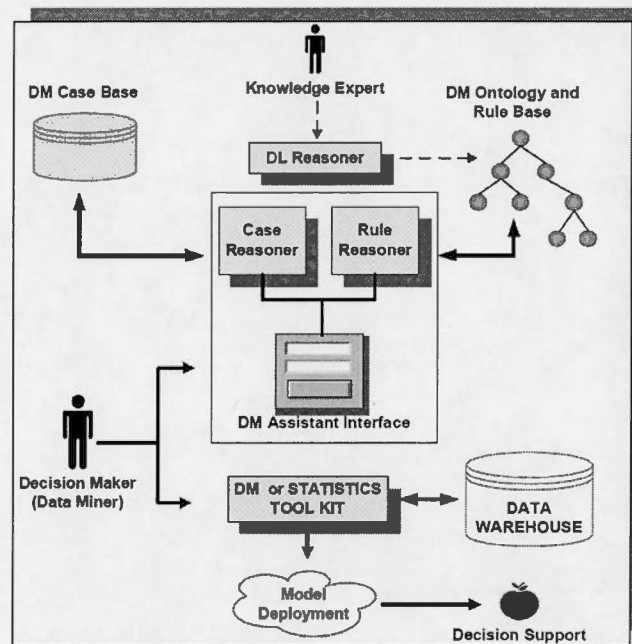 Knowledge Expert
DM Case Base
DM Ontology and
Rule Base
DL Reasoner
Case
Reasoner
Rule
Reasoner
DM Assistant Interface
Decision Maker
(Data Miner)
DM or STATISTICS
TOOL KIT
DATA
WAREHOUSE
Model
Deployment
Decision Support